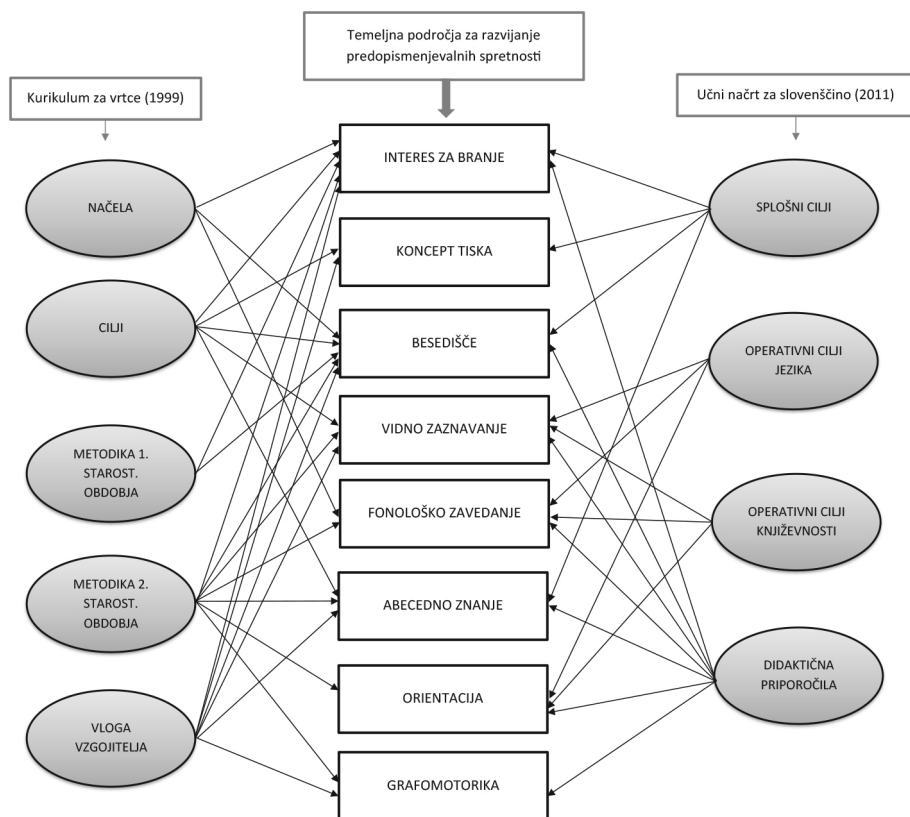 Temeljna področja za razvijanje
predopismenjevalnih spretnosti
Kurikulum za vrtce (1999)
Učni načrt za slovenščino (2011)
NAČELA
CILJI
METODIKA 1.
STAROST.
OBDOBJA
METODIKA 2.
STAROST.
OBDOBJA
VLOGA
VZGOJITELJA
INTERES ZA BRANJE
KONCEPT TISKA
BESEDIŠČE
VIDNO ZAZNAVANJE
FONOLOŠKO ZAVEDANJE
ABECEDNO ZNANJE
ORIENTACIJA
GRAFOMOTORIKA
SPLOŠNI CILJI
OPERATIVNI CILJI
JEZIKA
OPERATIVNI CILJI
KNJIŽEVNOSTI
DIDAKTIČNA
PRIPOROČILA